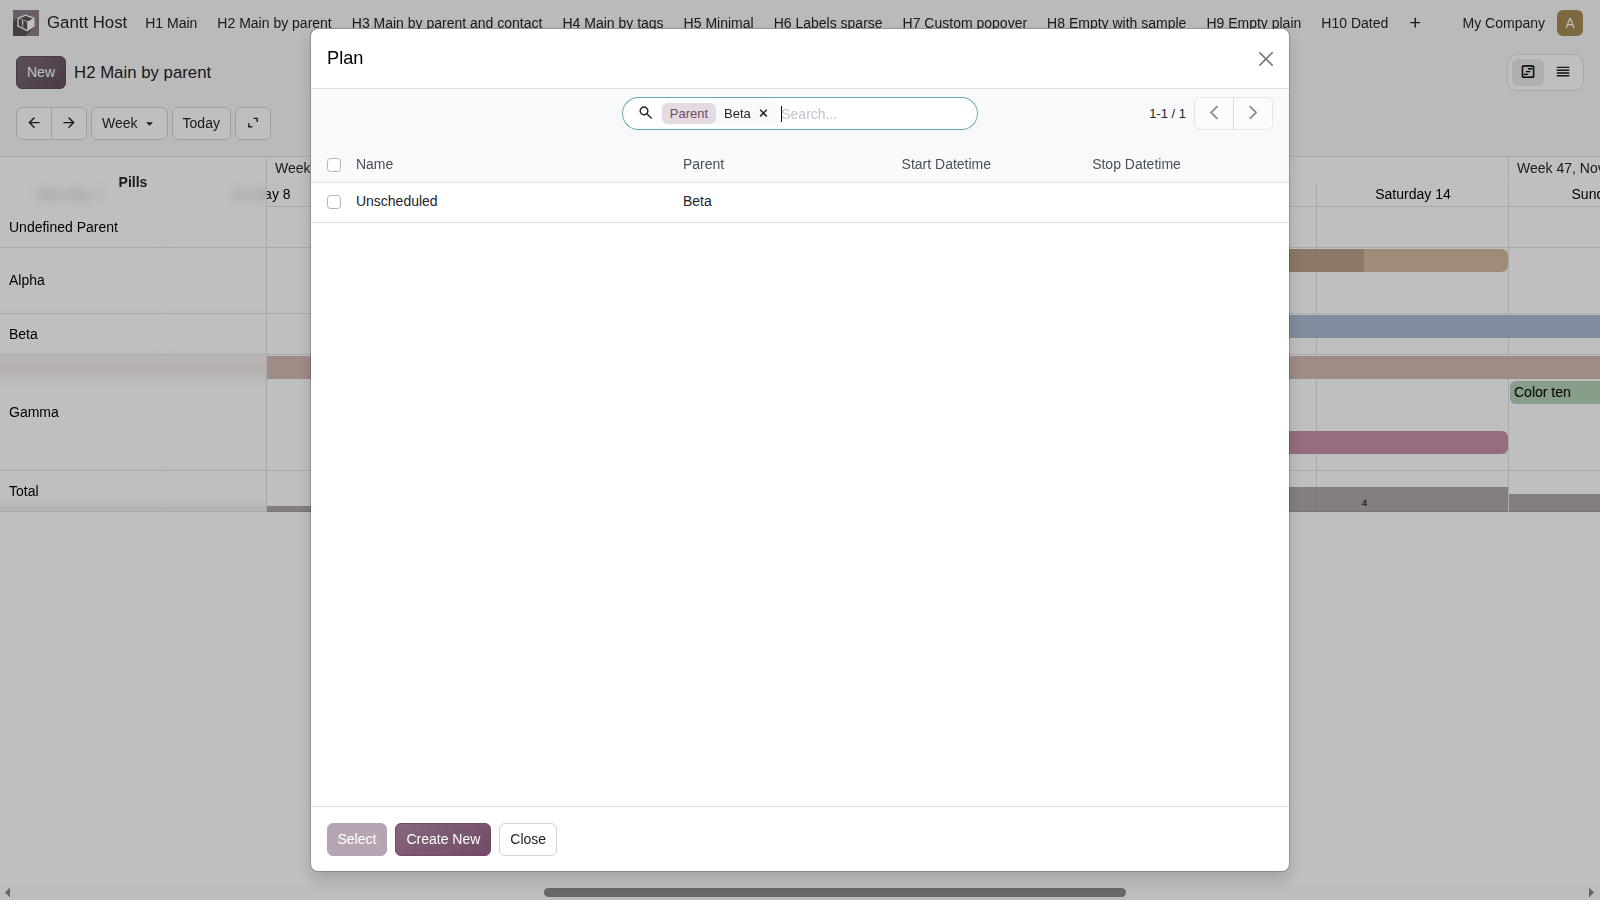 Gantt Host H1 Main H2 Main by parent H3 Main by parent and contact H4 Main by tags H5 Minimal H6 Labels sparse H7 Custom popover H8 Empty with sample H9 Empty plain H10 Dated + My Company A
Plan
New H2 Main by parent
Parent Beta × Search... 1-1 / 1
Week Today
Name Parent Start Datetime Stop Datetime
Week Week 47, Nov
Pills
ay 8 Saturday 14
Unscheduled Beta
Undefined Parent
Alpha
Beta
Color ten
Gamma
Total
4
Select Create New Close